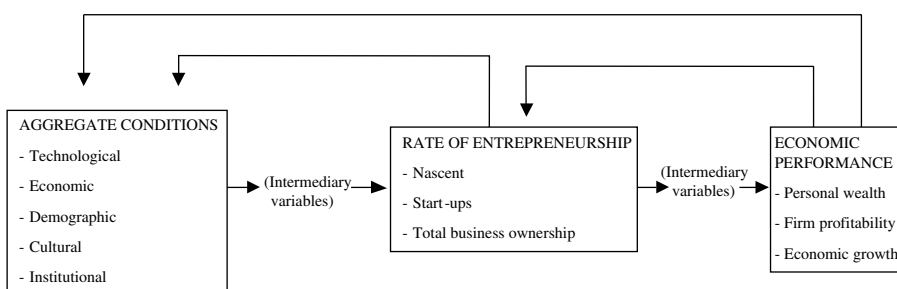 AGGREGATE CONDITIONS
- Technological
- Economic
- Demographic
- Cultural
- Institutional
(Intermediary
variables)
RATE OF ENTREPRENEURSHIP
- Nascent
- Start-ups
- Total business ownership
(Intermediary
variables)
ECONOMIC
PERFORMANCE
- Personal wealth
- Firm profitability
- Economic growth